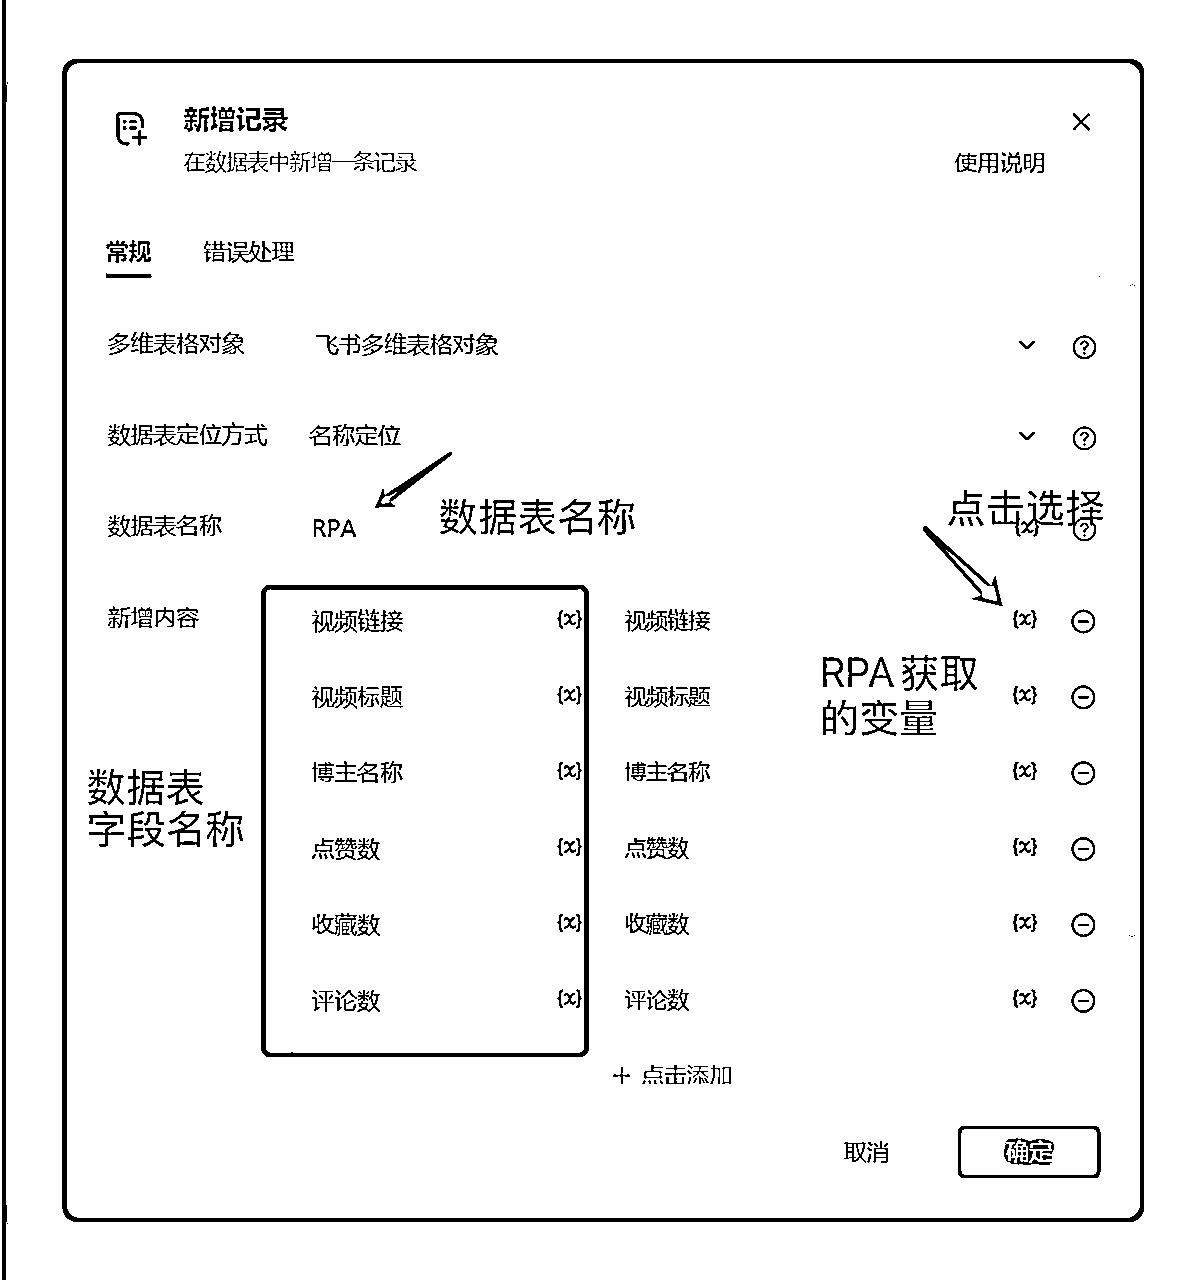 新增记录
在数据表中新增一条记录
使用说明
常规 错误处理
多维表格对象 飞书多维表格对象
数据表定位方式 名称定位
数据表名称 RPA {x}
数据表名称
点击选择
新增内容 视频链接 {x} 视频链接 {x}
视频标题 {x} 视频标题 {x}
RPA 获取
的变量
博主名称 {x} 博主名称 {x}
数据表
字段名称
点赞数 {x} 点赞数 {x}
收藏数 {x} 收藏数 {x}
评论数 {x} 评论数 {x}
+ 点击添加
取消 确定